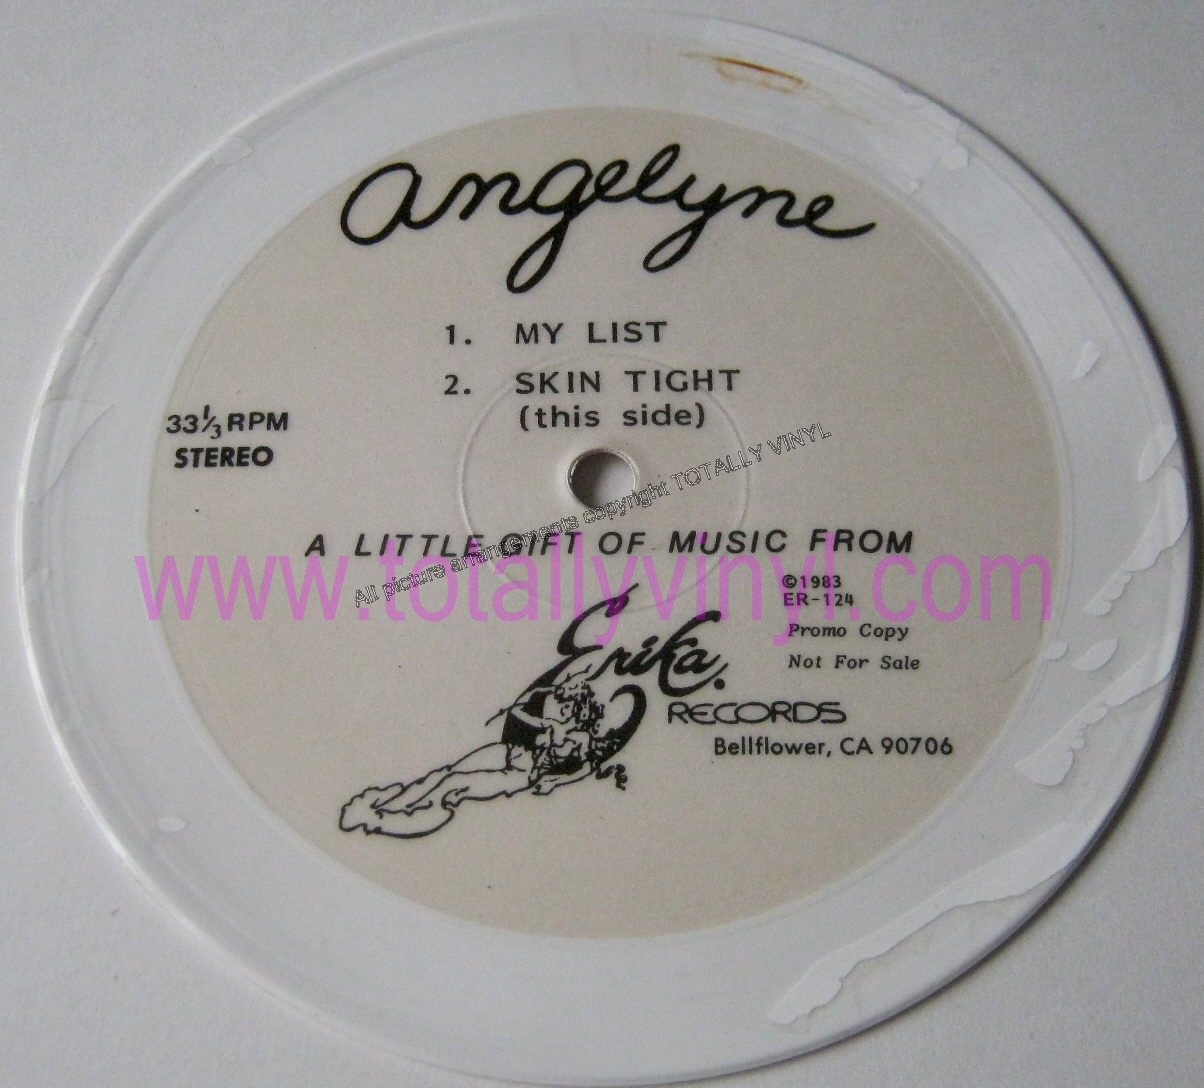 angelyne
1. MY LIST
2. SKIN TIGHT
(this side)
33⅓ RPM
STEREO
All picture arrangements copyright TOTALLY VINYL
A LITTLE GIFT OF MUSIC FROM
www.totallyvinyl.com
©1983
ER-124
Promo Copy
Not For Sale
Erika
RECORDS
Bellflower, CA 90706